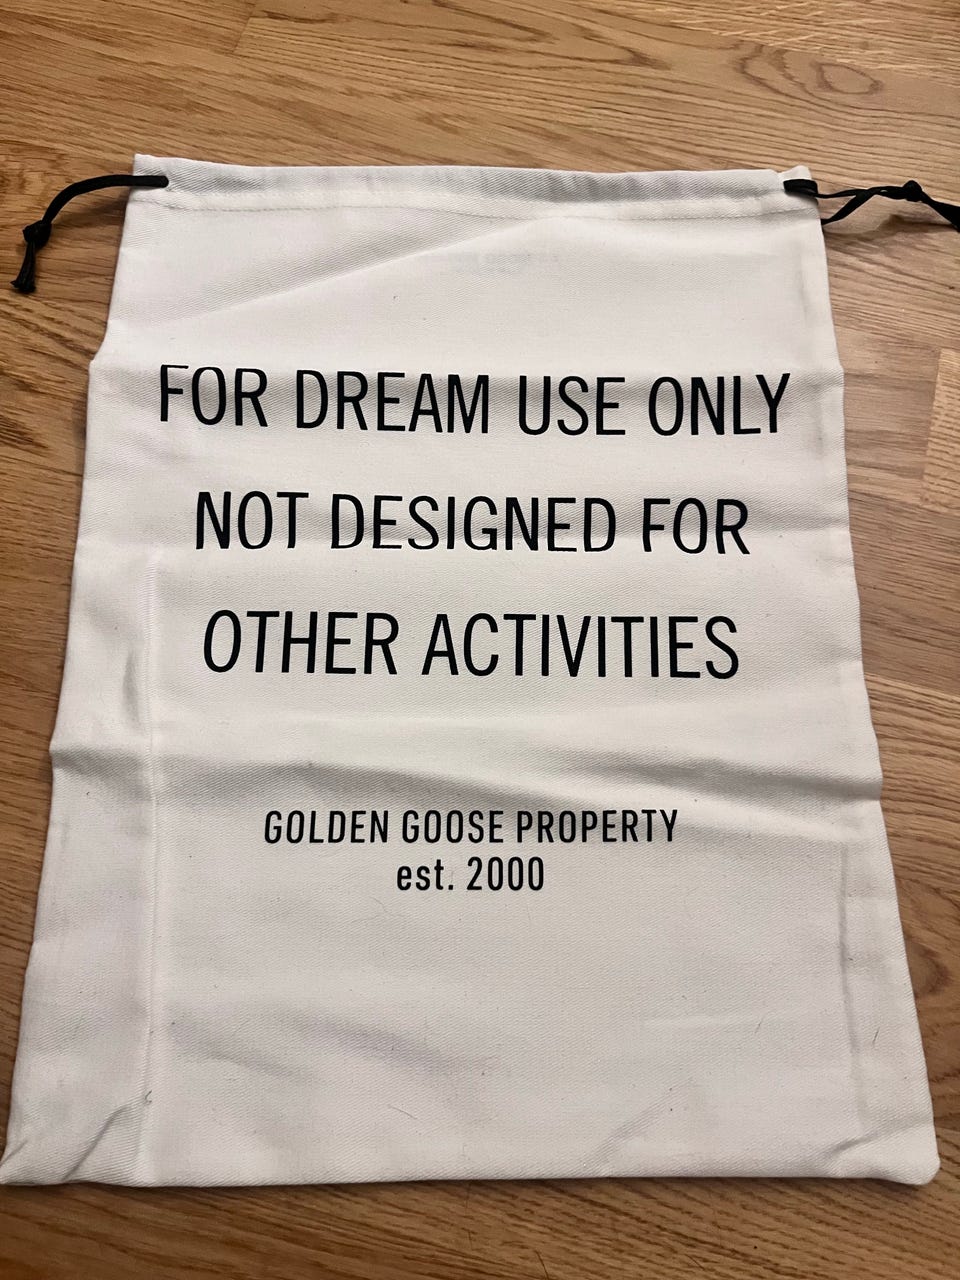 FOR DREAM USE ONLY
NOT DESIGNED FOR
OTHER ACTIVITIES
GOLDEN GOOSE PROPERTY
est. 2000